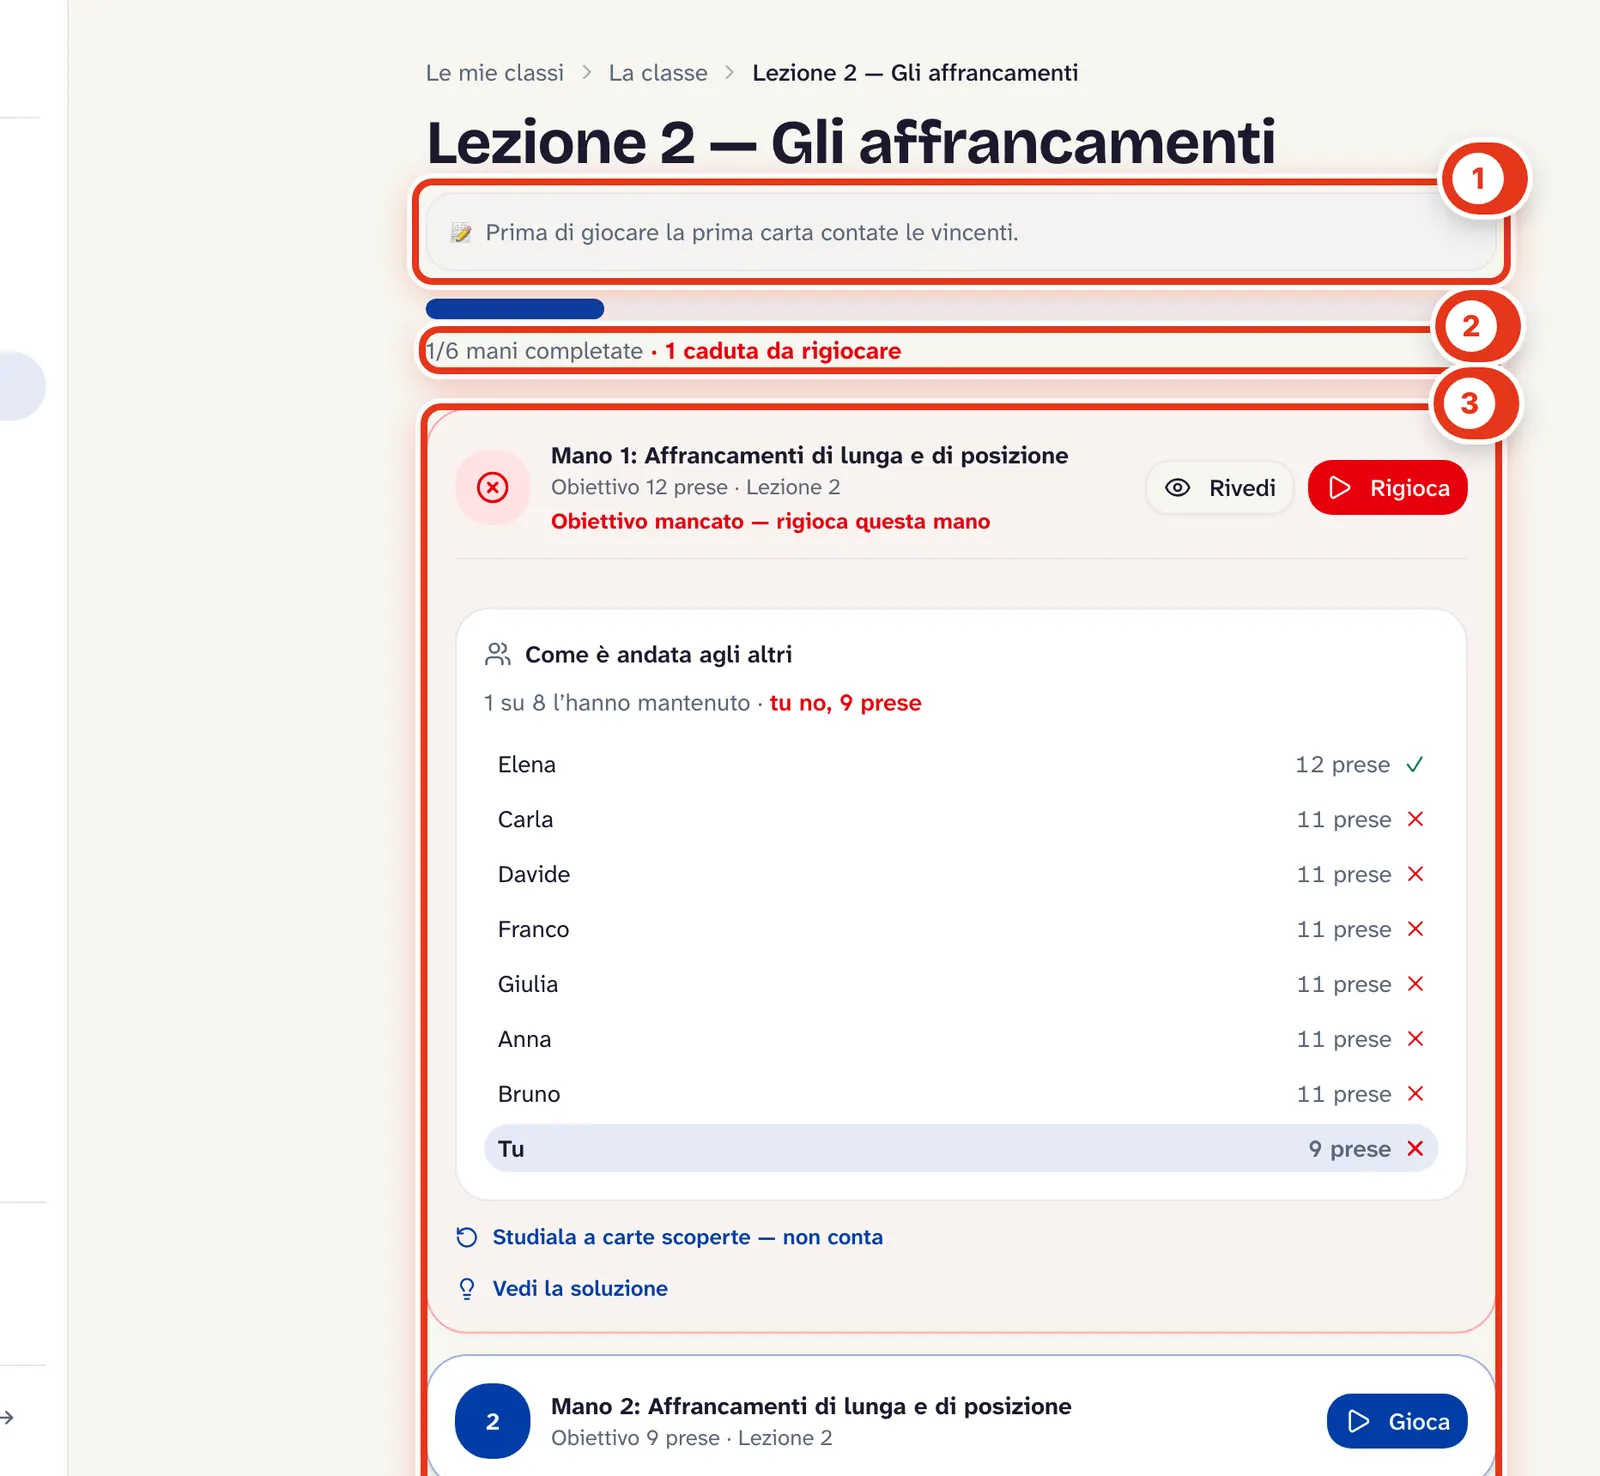 Le mie classi > La classe > Lezione 2 — Gli affrancamenti
Lezione 2 — Gli affrancamenti
1
📝 Prima di giocare la prima carta contate le vincenti.
2
1/6 mani completate · 1 caduta da rigiocare
3
Mano 1: Affrancamenti di lunga e di posizione
Obiettivo 12 prese · Lezione 2
Obiettivo mancato — rigioca questa mano
Rivedi
Rigioca
Come è andata agli altri
1 su 8 l’hanno mantenuto · tu no, 9 prese
Elena 12 prese ✓
Carla 11 prese ✕
Davide 11 prese ✕
Franco 11 prese ✕
Giulia 11 prese ✕
Anna 11 prese ✕
Bruno 11 prese ✕
Tu 9 prese ✕
Studiala a carte scoperte — non conta
Vedi la soluzione
2
Mano 2: Affrancamenti di lunga e di posizione
Obiettivo 9 prese · Lezione 2
Gioca